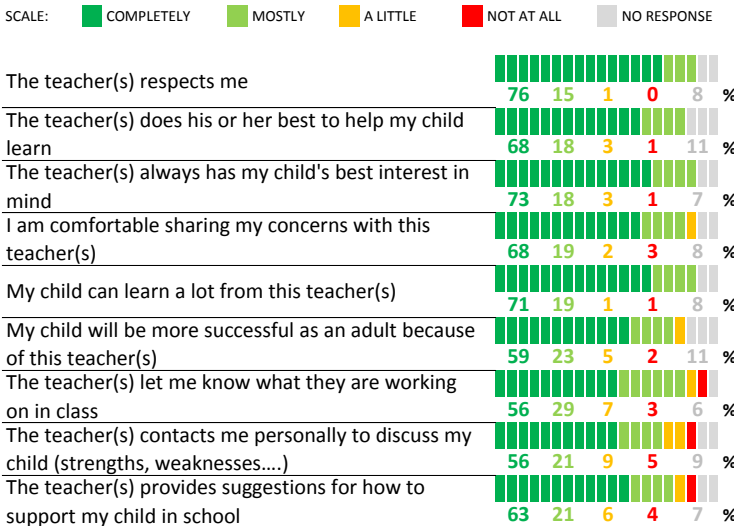 SCALE: COMPLETELY MOSTLY A LITTLE NOT AT ALL NO RESPONSE
The teacher(s) respects me
76 15 1 0 8 %
The teacher(s) does his or her best to help my child
learn
68 18 3 1 11 %
The teacher(s) always has my child's best interest in
mind
73 18 3 1 7 %
I am comfortable sharing my concerns with this
teacher(s)
68 19 2 3 8 %
My child can learn a lot from this teacher(s)
71 19 1 1 8 %
My child will be more successful as an adult because
of this teacher(s)
59 23 5 2 11 %
The teacher(s) let me know what they are working
on in class
56 29 7 3 6 %
The teacher(s) contacts me personally to discuss my
child (strengths, weaknesses....)
56 21 9 5 9 %
The teacher(s) provides suggestions for how to
support my child in school
63 21 6 4 7 %